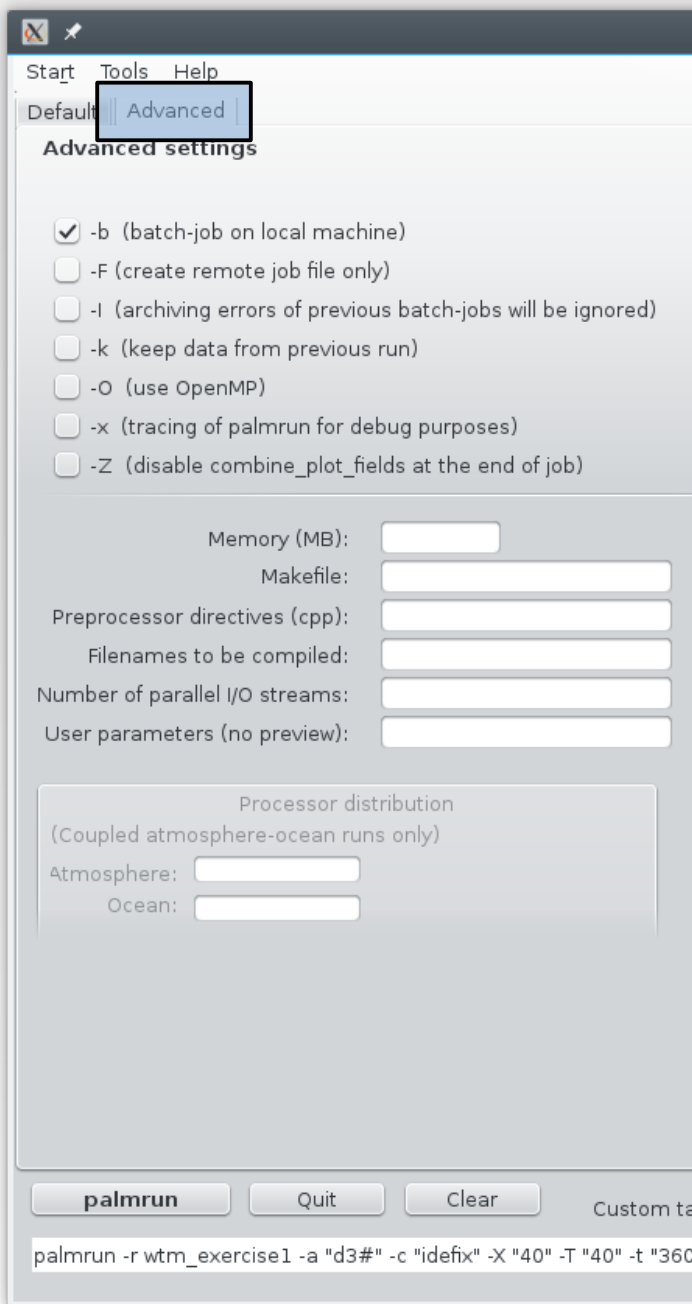 Start Tools Help
Default Advanced
Advanced settings
-b (batch-job on local machine)
-F (create remote job file only)
-I (archiving errors of previous batch-jobs will be ignored)
-k (keep data from previous run)
-O (use OpenMP)
-x (tracing of palmrun for debug purposes)
-Z (disable combine_plot_fields at the end of job)
Memory (MB):
Makefile:
Preprocessor directives (cpp):
Filenames to be compiled:
Number of parallel I/O streams:
User parameters (no preview):
Processor distribution
(Coupled atmosphere-ocean runs only)
Atmosphere:
Ocean:
palmrun Quit Clear Custom ta
palmrun -r wtm_exercise1 -a "d3#" -c "idefix" -X "40" -T "40" -t "360